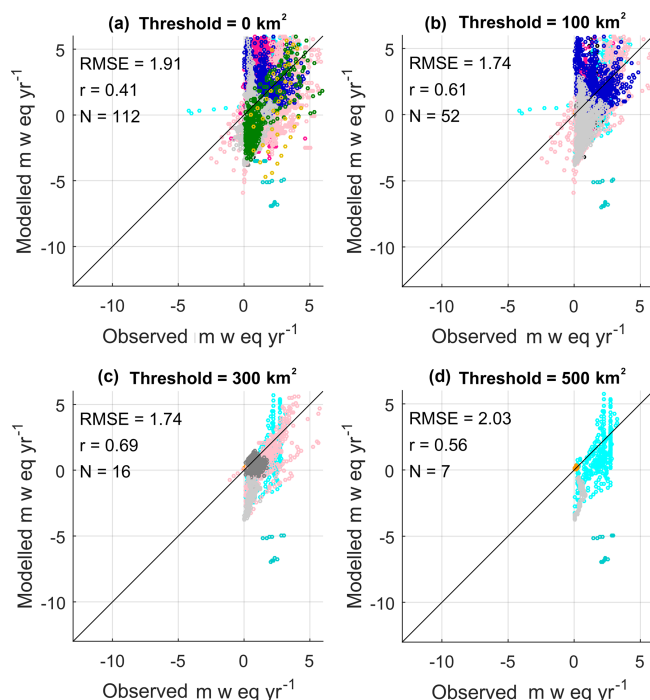 (a) Threshold = 0 km²
RMSE = 1.91
r = 0.41
N = 112
5
0
-5
-10
-10 -5 0 5
Modelled m w eq yr⁻¹
Observed m w eq yr⁻¹
(b) Threshold = 100 km²
RMSE = 1.74
r = 0.61
N = 52
5
0
-5
-10
-10 -5 0 5
Modelled m w eq yr⁻¹
Observed m w eq yr⁻¹
(c) Threshold = 300 km²
RMSE = 1.74
r = 0.69
N = 16
5
0
-5
-10
-10 -5 0 5
Modelled m w eq yr⁻¹
Observed m w eq yr⁻¹
(d) Threshold = 500 km²
RMSE = 2.03
r = 0.56
N = 7
5
0
-5
-10
-10 -5 0 5
Modelled m w eq yr⁻¹
Observed m w eq yr⁻¹